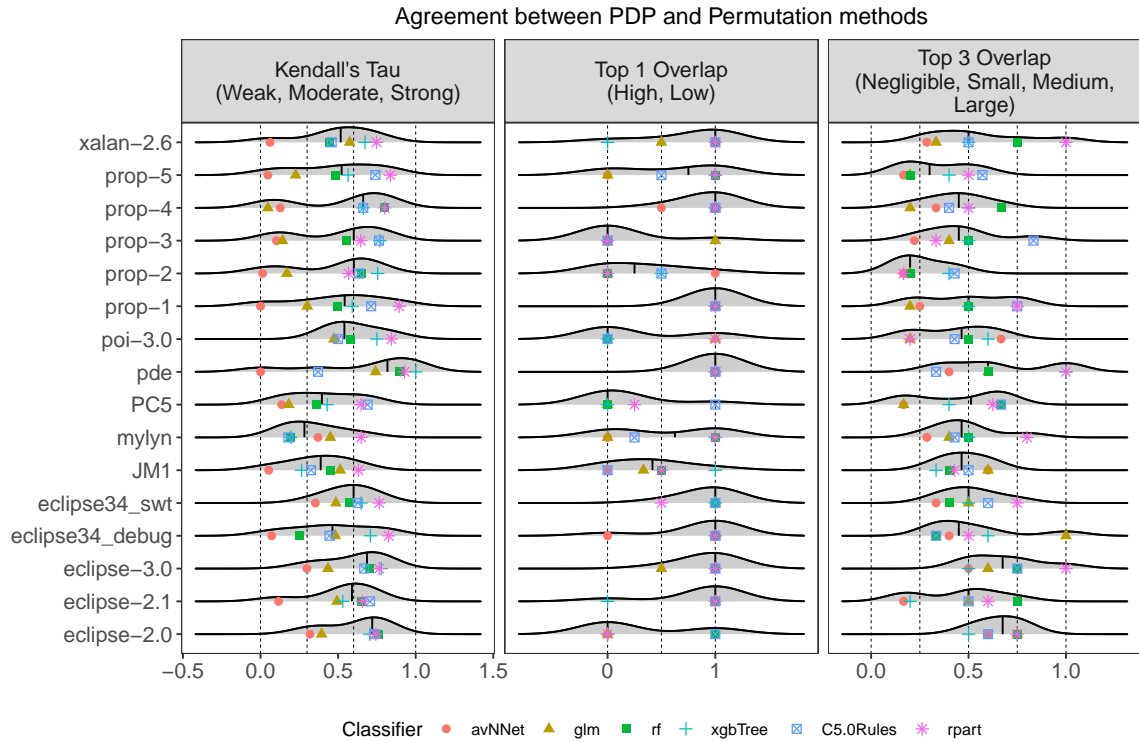 Agreement between PDP and Permutation methods
Kendall's Tau
(Weak, Moderate, Strong)
Top 1 Overlap
(High, Low)
Top 3 Overlap
(Negligible, Small, Medium,
Large)
xalan−2.6
prop−5
prop−4
prop−3
prop−2
prop−1
poi−3.0
pde
PC5
mylyn
JM1
eclipse34_swt
eclipse34_debug
eclipse−3.0
eclipse−2.1
eclipse−2.0
−0.5 0.0 0.5 1.0 1.5
0 1
0.0 0.5 1.0
Classifier avNNet glm rf xgbTree C5.0Rules rpart